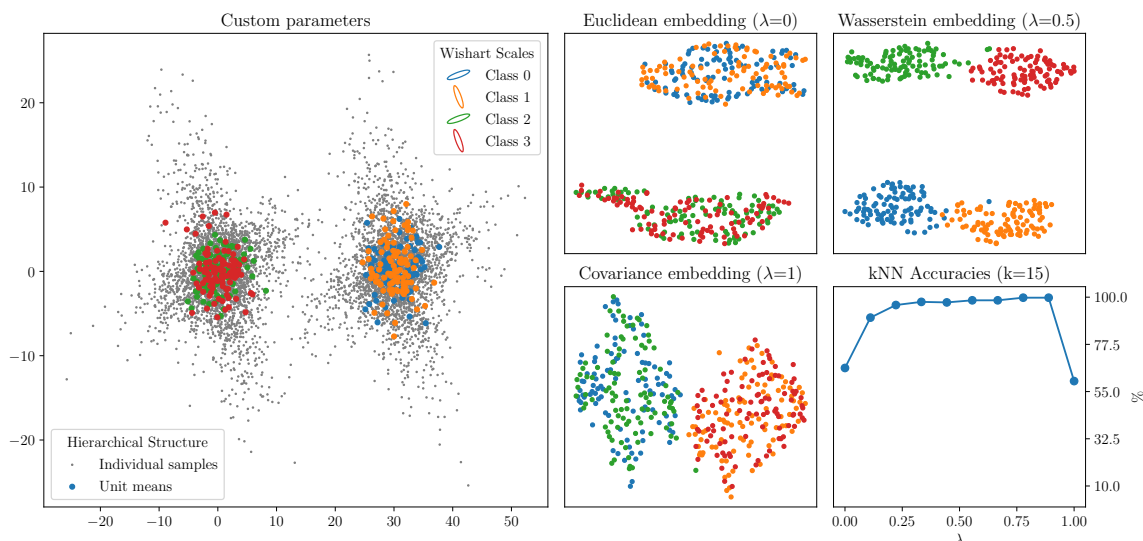 Custom parameters
Wishart Scales
Class 0
Class 1
Class 2
Class 3
Hierarchical Structure
Individual samples
Unit means
20
10
0
−10
−20
−20
−10
0
10
20
30
40
50
Euclidean embedding (λ=0)
Wasserstein embedding (λ=0.5)
Covariance embedding (λ=1)
kNN Accuracies (k=15)
100.0
77.5
55.0
32.5
10.0
%
0.00
0.25
0.50
0.75
1.00
λ